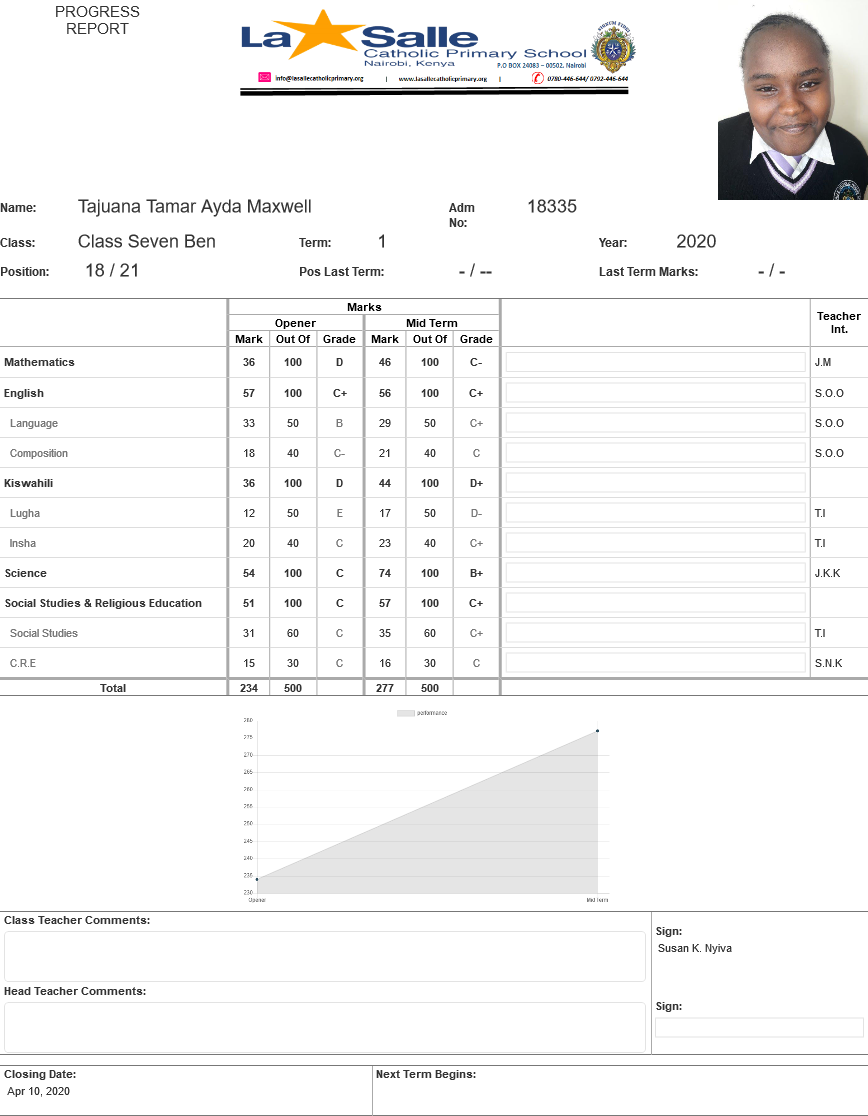 PROGRESS
REPORT
La Salle
Catholic Primary School
Nairobi, Kenya
P.O BOX 24083 – 00502, Nairobi
info@lasallecatholicprimary.org | www.lasallecatholicprimary.org | 0780-446-644/ 0792-446-644
Name: Tajuana Tamar Ayda Maxwell Adm No: 18335
Class: Class Seven Ben Term: 1 Year: 2020
Position: 18 / 21 Pos Last Term: - / -- Last Term Marks: - / -
Marks
Opener Mid Term Teacher Int.
Mark Out Of Grade Mark Out Of Grade
Mathematics 36 100 D 46 100 C- J.M
English 57 100 C+ 56 100 C+ S.O.O
Language 33 50 B 29 50 C+ S.O.O
Composition 18 40 C- 21 40 C S.O.O
Kiswahili 36 100 D 44 100 D+
Lugha 12 50 E 17 50 D- T.I
Insha 20 40 C 23 40 C+ T.I
Science 54 100 C 74 100 B+ J.K.K
Social Studies & Religious Education 51 100 C 57 100 C+
Social Studies 31 60 C 35 60 C+ T.I
C.R.E 15 30 C 16 30 C S.N.K
Total 234 500 277 500
performance
280
275
270
265
260
255
250
245
240
235
230
Opener Mid Term
Class Teacher Comments:
Sign:
Susan K. Nyiva
Head Teacher Comments:
Sign:
Closing Date: Next Term Begins:
Apr 10, 2020